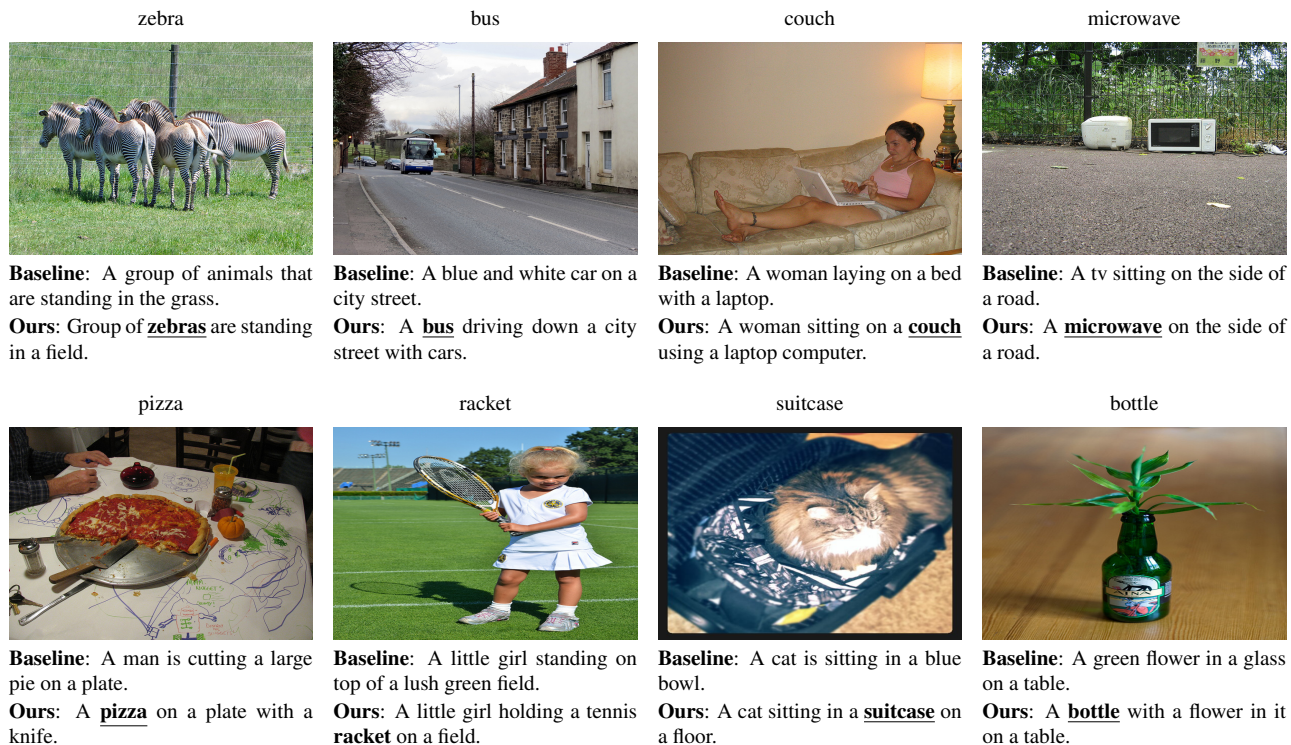 zebra
bus
couch
microwave
Baseline: A group of animals that
are standing in the grass.
Ours: Group of zebras are standing
in a field.
Baseline: A blue and white car on a
city street.
Ours: A bus driving down a city
street with cars.
Baseline: A woman laying on a bed
with a laptop.
Ours: A woman sitting on a couch
using a laptop computer.
Baseline: A tv sitting on the side of
a road.
Ours: A microwave on the side of
a road.
pizza
racket
suitcase
bottle
Baseline: A man is cutting a large
pie on a plate.
Ours: A pizza on a plate with a
knife.
Baseline: A little girl standing on
top of a lush green field.
Ours: A little girl holding a tennis
racket on a field.
Baseline: A cat is sitting in a blue
bowl.
Ours: A cat sitting in a suitcase on
a floor.
Baseline: A green flower in a glass
on a table.
Ours: A bottle with a flower in it
on a table.